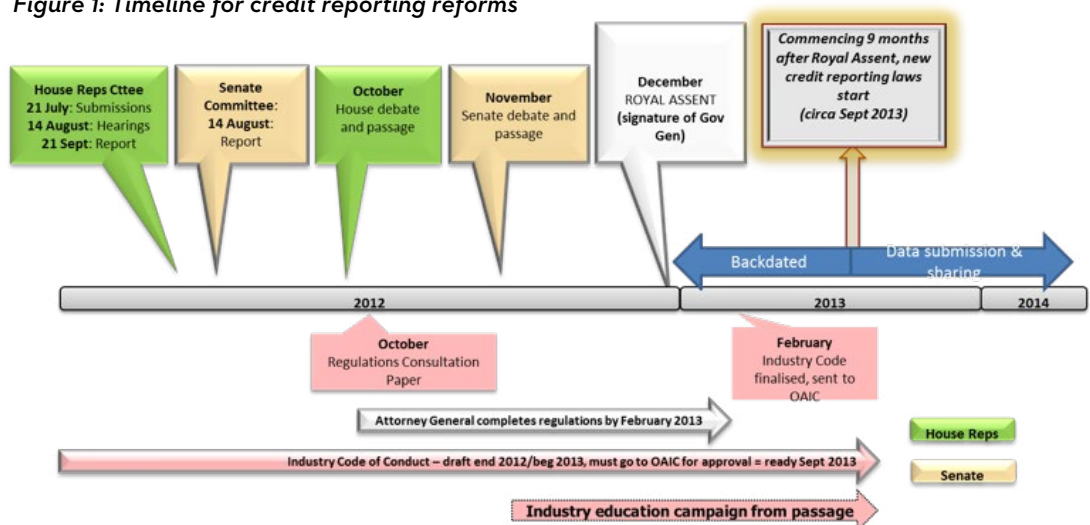 Figure 1: Timeline for credit reporting reforms
House Reps Cttee
21 July: Submissions
14 August: Hearings
21 Sept: Report
Senate
Committee:
14 August:
Report
October
House debate
and passage
November
Senate debate and
passage
December
ROYAL ASSENT
(signature of Gov
Gen)
Commencing 9 months
after Royal Assent, new
credit reporting laws
start
(circa Sept 2013)
Backdated
Data submission &
sharing
2012
2013
2014
October
Regulations Consultation
Paper
February
Industry Code
finalised, sent to
OAIC
Attorney General completes regulations by February 2013
Industry Code of Conduct – draft end 2012/beg 2013, must go to OAIC for approval = ready Sept 2013
Industry education campaign from passage
House Reps
Senate